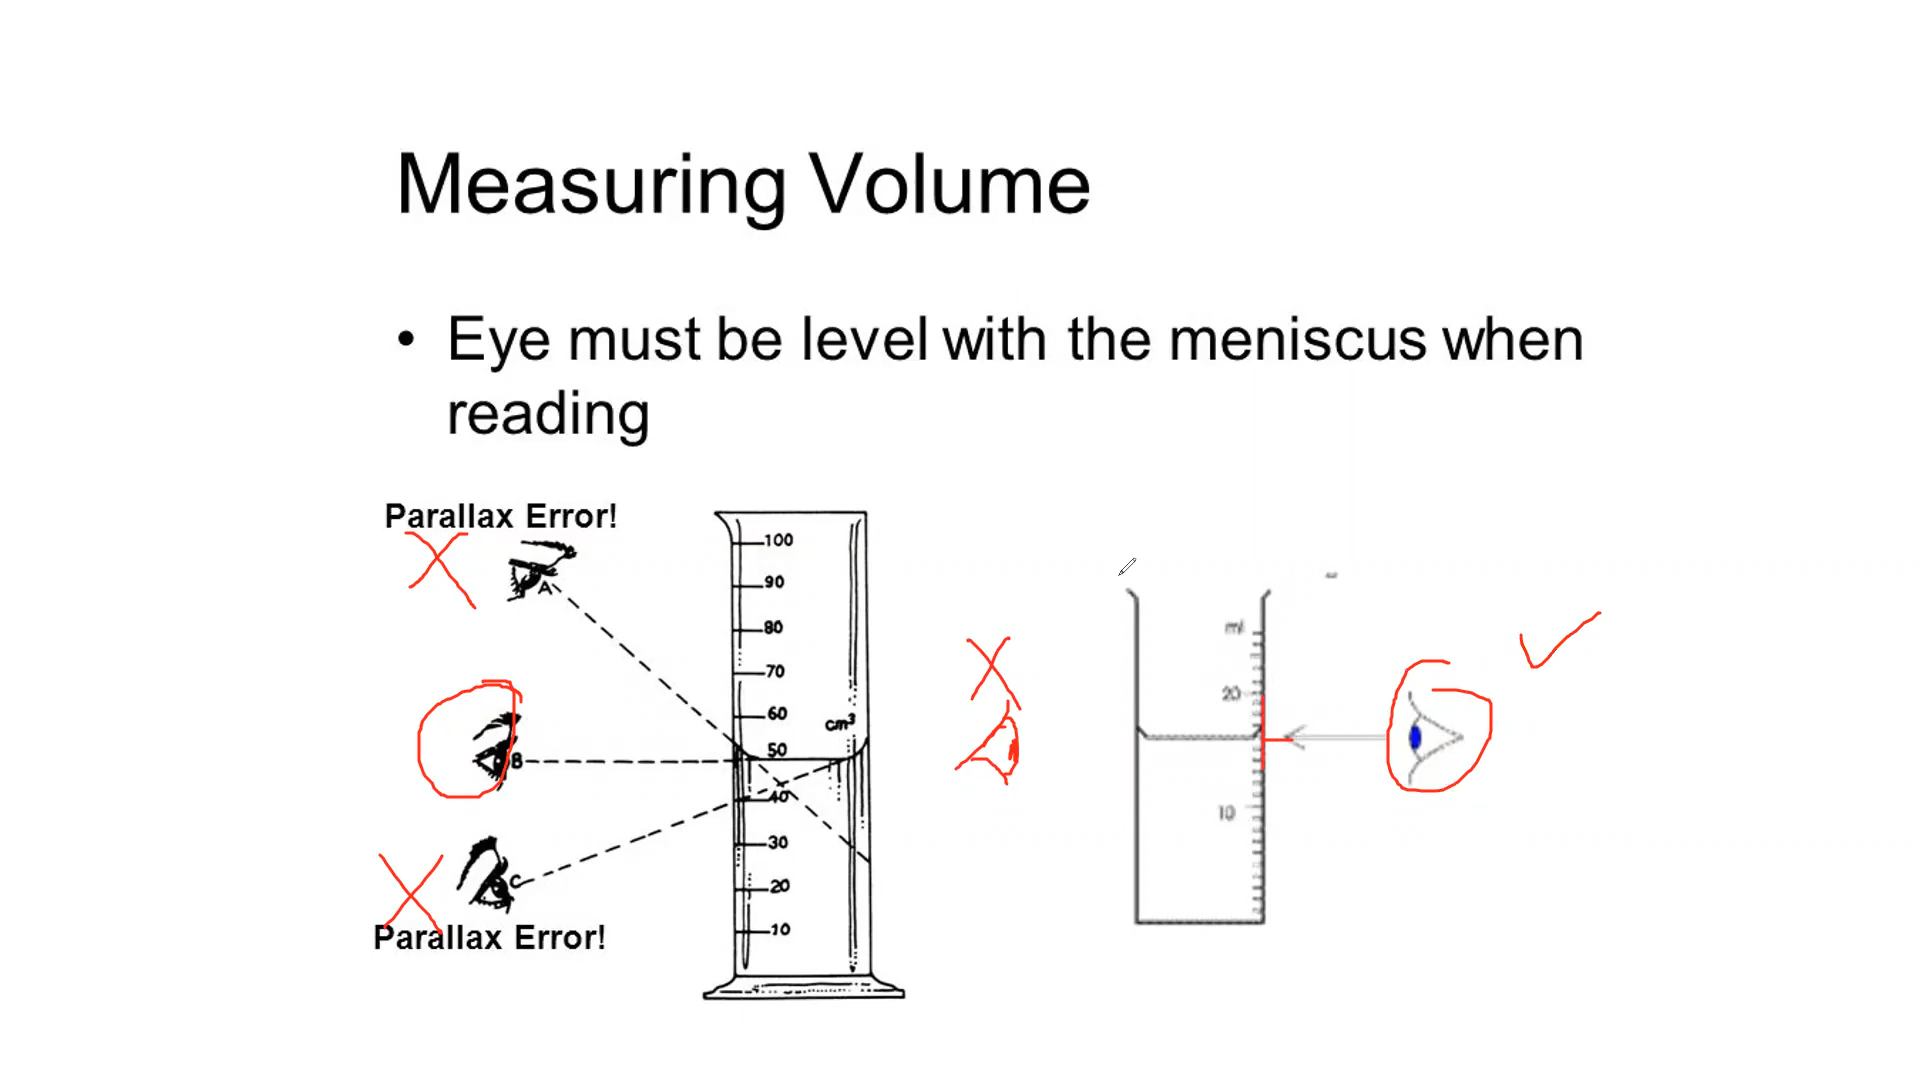 Measuring Volume
• Eye must be level with the meniscus when
reading
Parallax Error!
A
B
C
Parallax Error!
100
90
80
70
60
cm³
50
40
30
20
10
ml
20
10